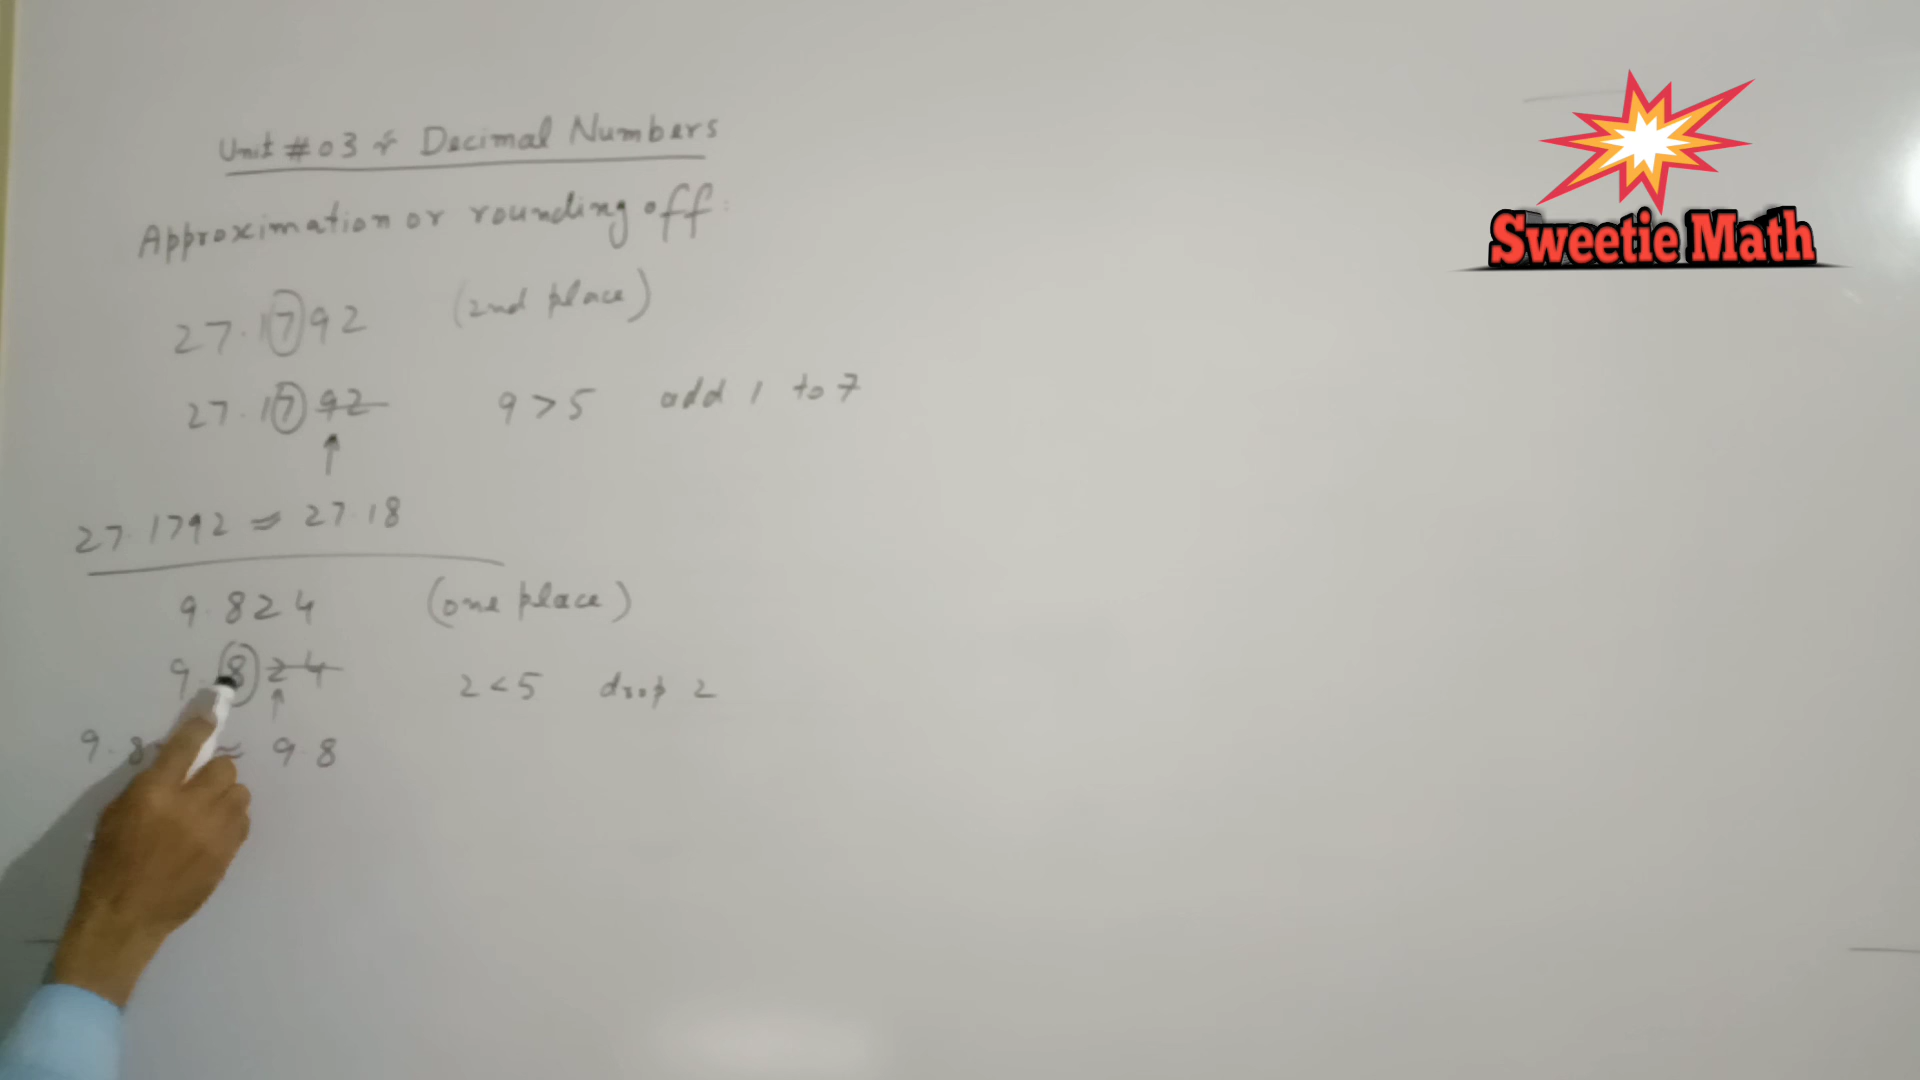 Unit #03 : Decimal Numbers
Approximation or rounding off :
27.1792 (2nd place)
27.1792 9 > 5 add 1 to 7
27.1792 ≈ 27.18
9.824 (one place)
9.824 2 < 5 drop 2
9.8 ≈ 9.8
Sweetie Math